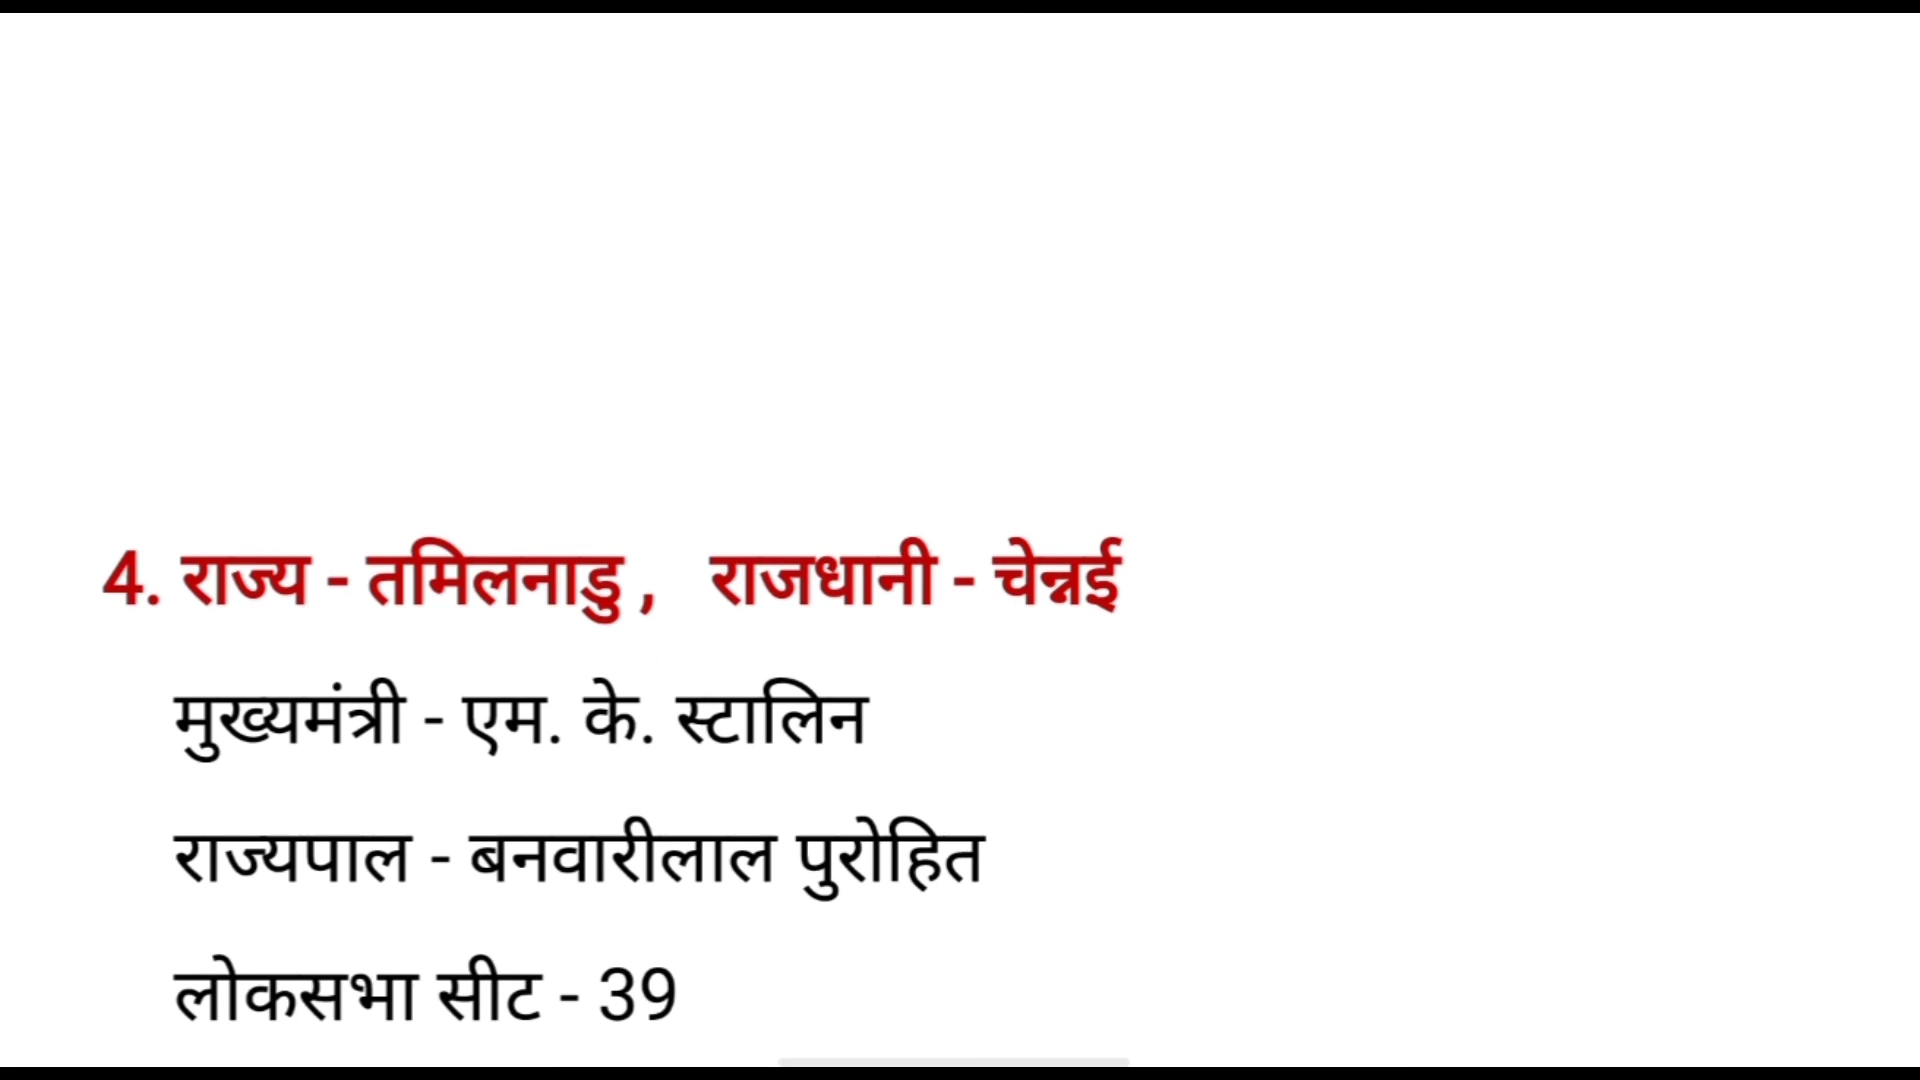 4. राज्य - तमिलनाडु , राजधानी - चेन्नई
मुख्यमंत्री - एम. के. स्टालिन
राज्यपाल - बनवारीलाल पुरोहित
लोकसभा सीट - 39